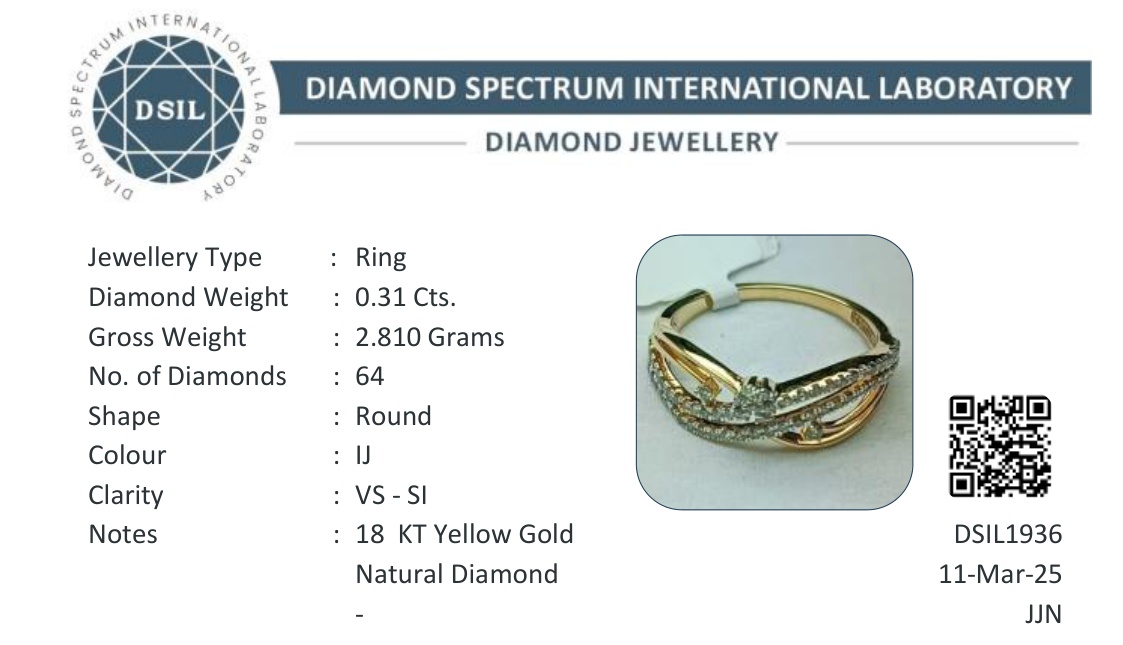 DIAMOND SPECTRUM INTERNATIONAL LABORATORY
DSIL
DIAMOND SPECTRUM INTERNATIONAL LABORATORY
DIAMOND JEWELLERY
Jewellery Type : Ring
Diamond Weight : 0.31 Cts.
Gross Weight : 2.810 Grams
No. of Diamonds : 64
Shape : Round
Colour : IJ
Clarity : VS - SI
Notes : 18 KT Yellow Gold
Natural Diamond
-
DSIL1936
11-Mar-25
JJN